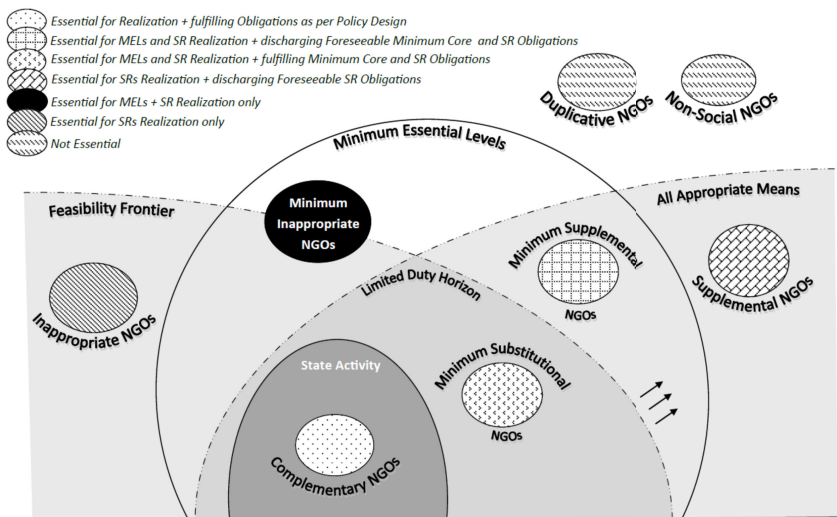 Essential for Realization + fulfilling Obligations as per Policy Design
Essential for MELs and SR Realization + discharging Foreseeable Minimum Core and SR Obligations
Essential for MELs and SR Realization + fulfilling Minimum Core and SR Obligations
Essential for SRs Realization + discharging Foreseeable SR Obligations
Essential for MELs + SR Realization only
Essential for SRs Realization only
Not Essential
Duplicative NGOs
Non-Social NGOs
Minimum Essential Levels
Feasibility Frontier
All Appropriate Means
Minimum
Inappropriate
NGOs
Minimum Supplemental
NGOs
Supplemental NGOs
Limited Duty Horizon
Inappropriate NGOs
State Activity
Minimum Substitutional
NGOs
Complementary NGOs